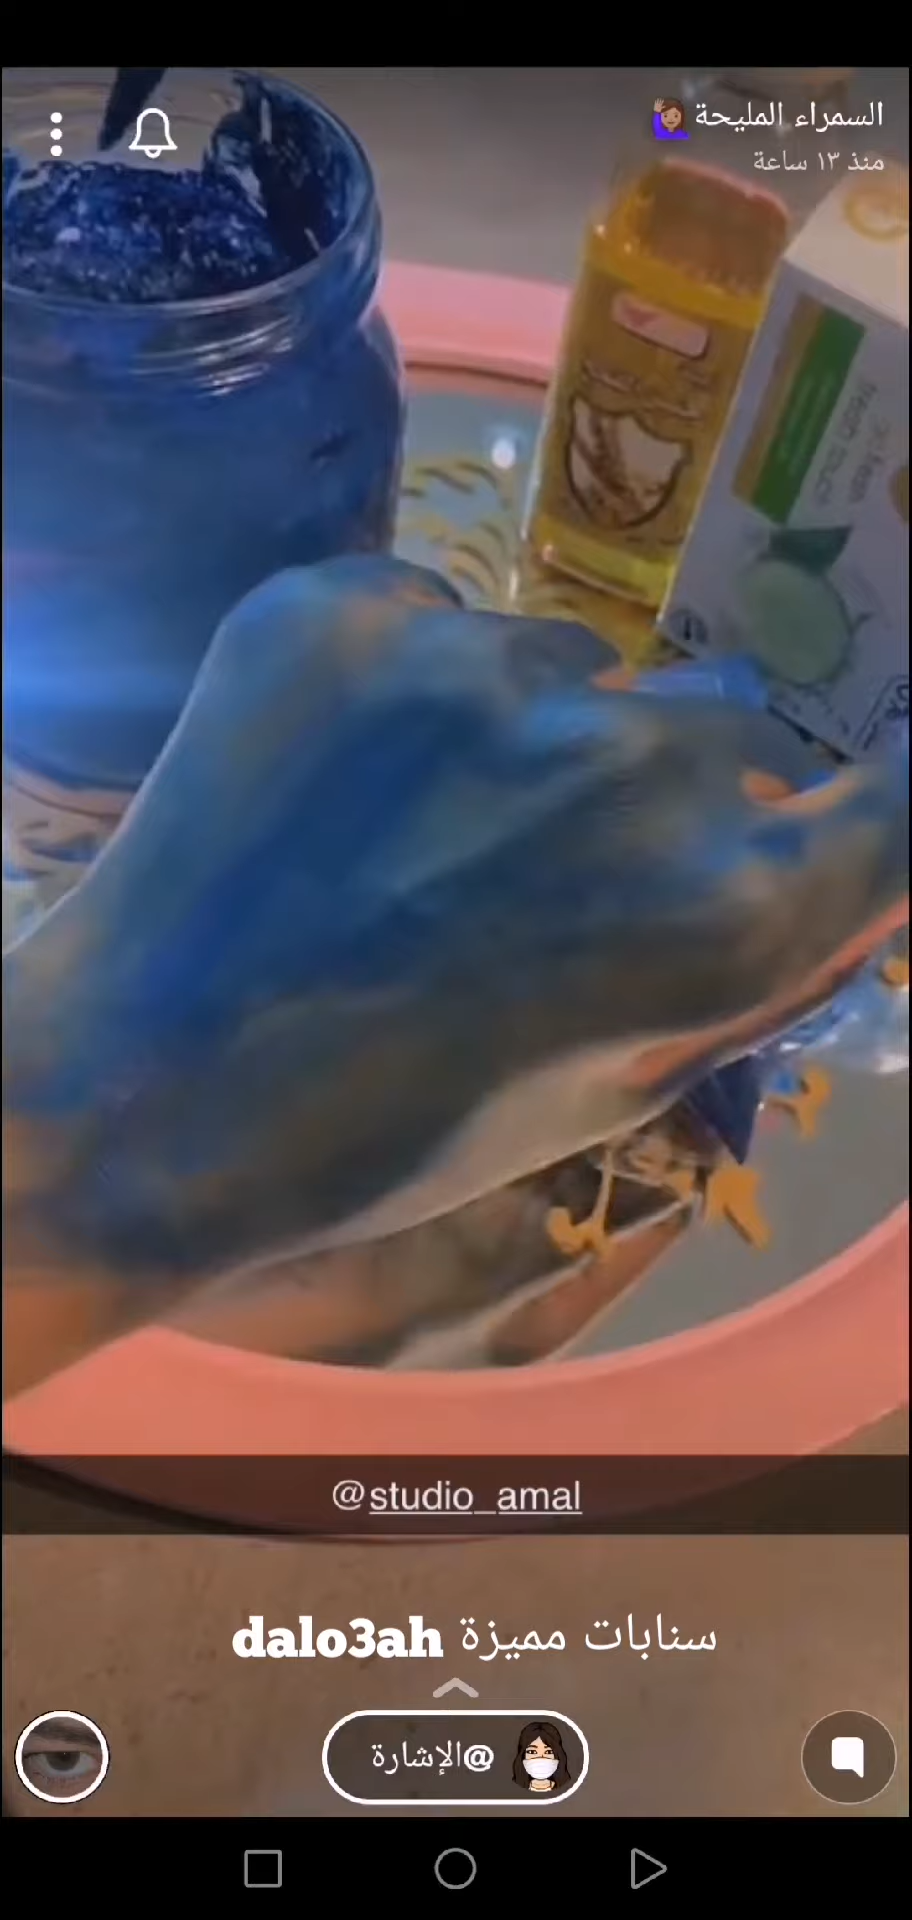 السمراء المليحة 🙋🏽‍♀️
منذ ١٣ ساعة
@studio_amal
سنابات مميزة dalo3ah
@الإشارة